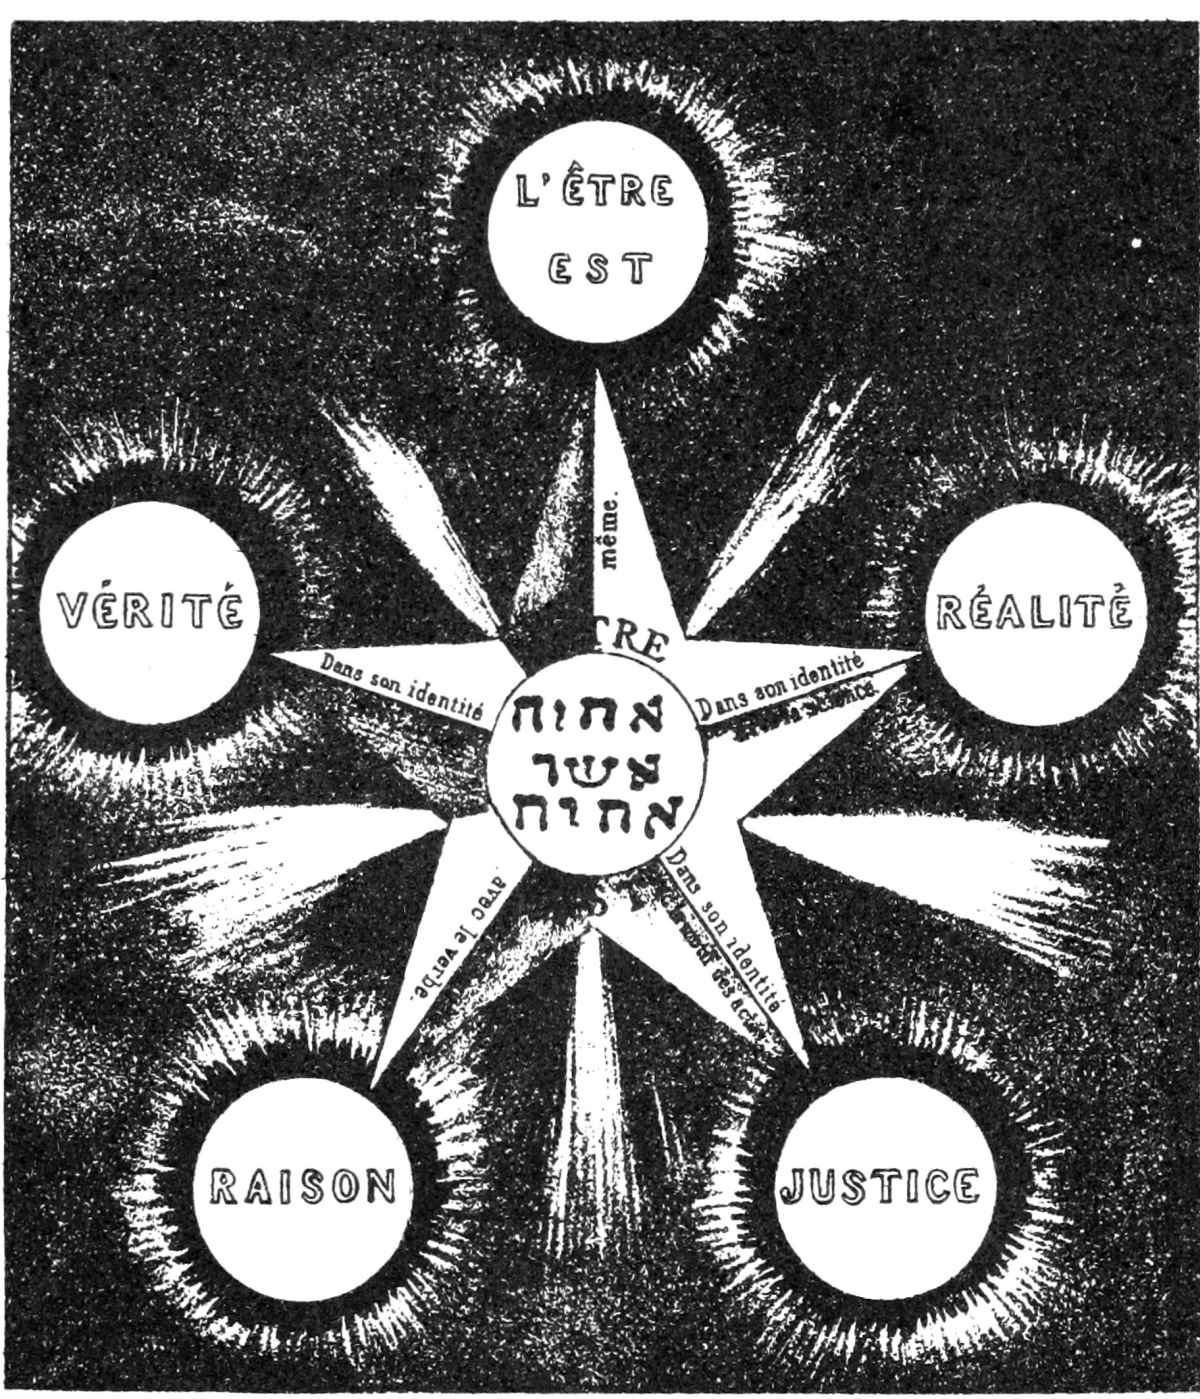 L'ÊTRE
EST
même.
TRE
VÉRITÉ
RÉALITÉ
Dans son identité
Dans son identité
science.
אהיה
אשר
אהיה
avec le verbe.
Dans son identité
des
RAISON
JUSTICE